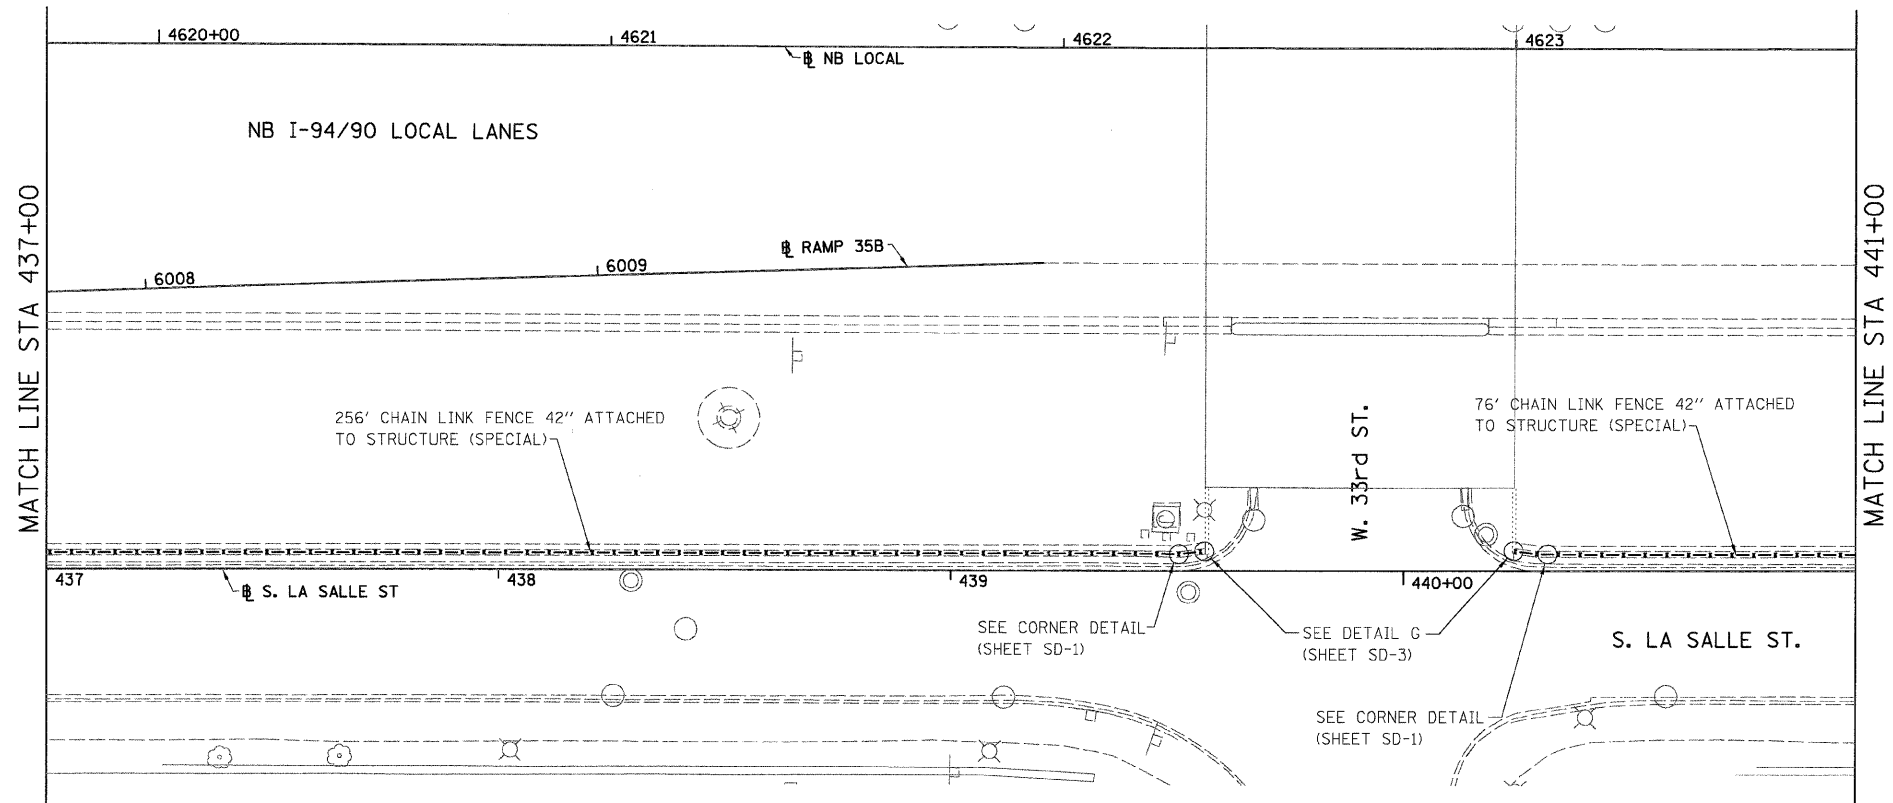 4620+00
4621
4622
4623
℄ NB LOCAL
NB I-94/90 LOCAL LANES
MATCH LINE STA 437+00
MATCH LINE STA 441+00
℄ RAMP 35B
6008
6009
256' CHAIN LINK FENCE 42" ATTACHED
TO STRUCTURE (SPECIAL)
76' CHAIN LINK FENCE 42" ATTACHED
TO STRUCTURE (SPECIAL)
W. 33rd ST.
437
438
439
440+00
℄ S. LA SALLE ST
SEE CORNER DETAIL
(SHEET SD-1)
SEE DETAIL G
(SHEET SD-3)
S. LA SALLE ST.
SEE CORNER DETAIL
(SHEET SD-1)